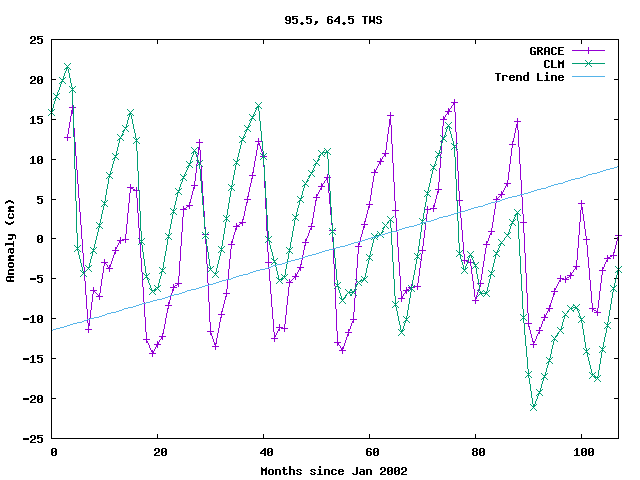 95.5, 64.5 TWS
GRACE
CLM
Trend Line
Anomaly (cm)
25
20
15
10
5
0
-5
-10
-15
-20
-25
0 20 40 60 80 100
Months since Jan 2002